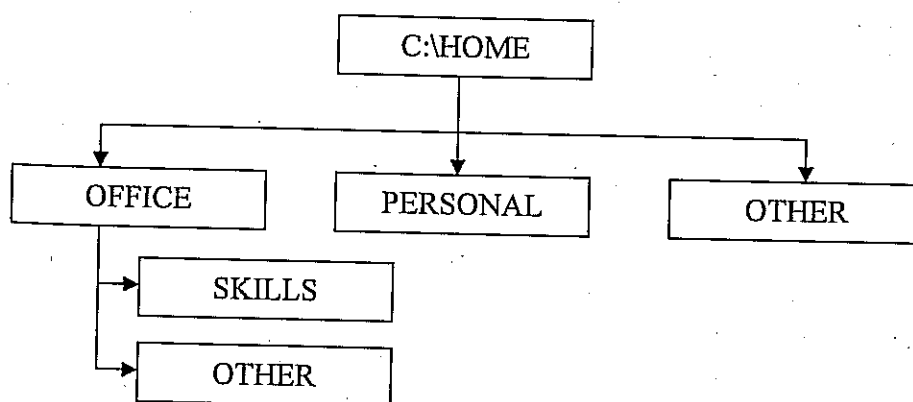 C:\HOME
OFFICE
PERSONAL
OTHER
SKILLS
OTHER